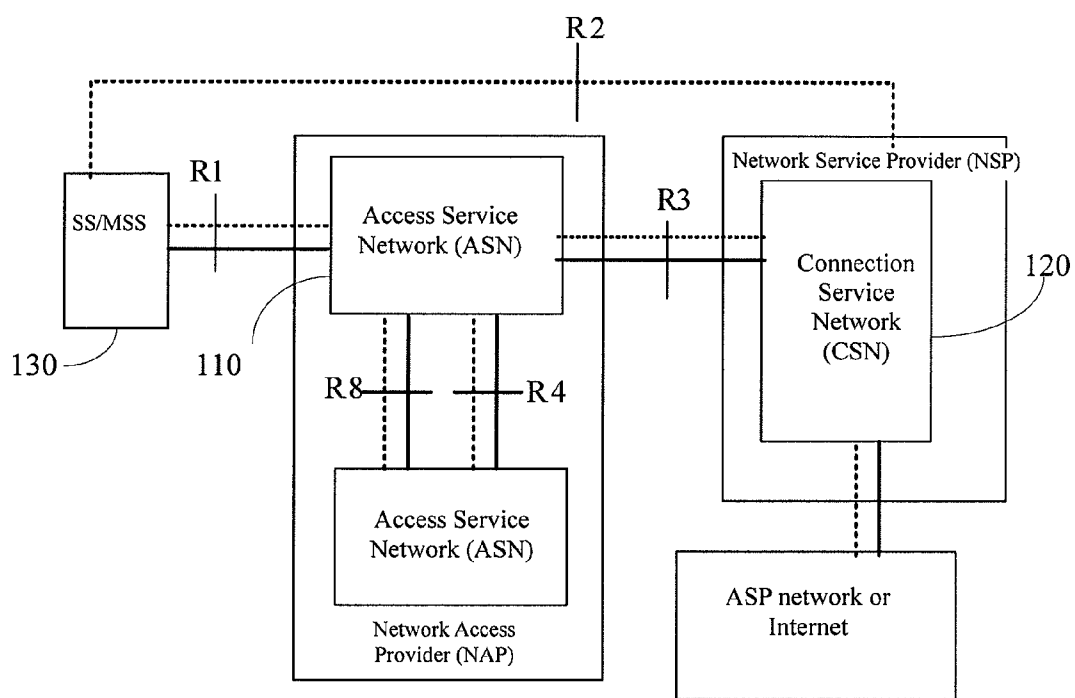 R2
Network Service Provider (NSP)
R1
SS/MSS
Access Service
Network (ASN)
R3
Connection
Service
Network
(CSN)
120
130
110
R8
R4
Access Service
Network (ASN)
ASP network or
Internet
Network Access
Provider (NAP)